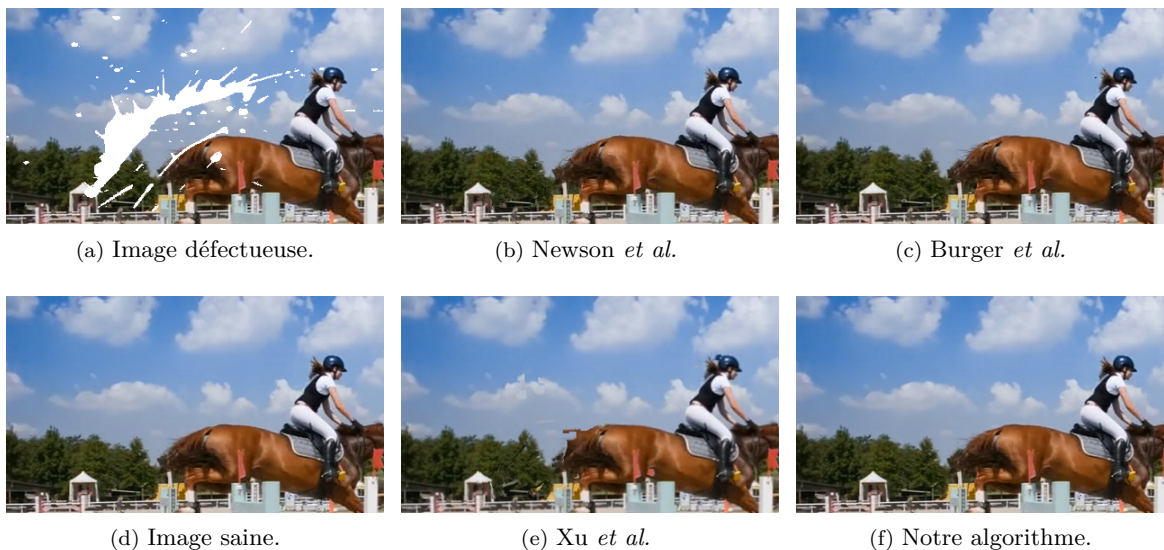 (a) Image défectueuse.
(b) Newson et al.
(c) Burger et al.
(d) Image saine.
(e) Xu et al.
(f) Notre algorithme.